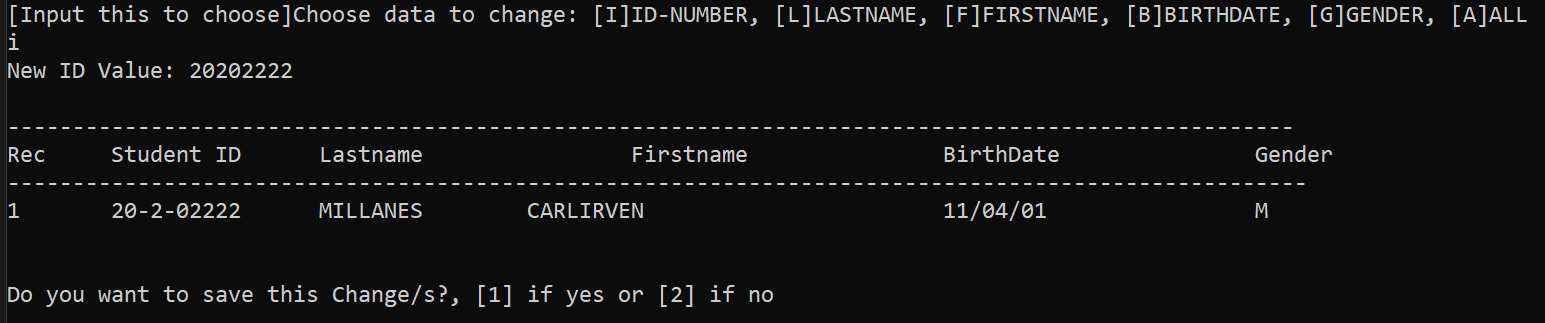 [Input this to choose]Choose data to change: [I]ID-NUMBER, [L]LASTNAME, [F]FIRSTNAME, [B]BIRTHDATE, [G]GENDER, [A]ALL
i
New ID Value: 20202222
---------------------------------------------------------------------------------------------------
Rec     Student ID      Lastname                Firstname               BirthDate               Gender
----------------------------------------------------------------------------------------------------
1       20-2-02222      MILLANES        CARLIRVEN                       11/04/01                M
Do you want to save this Change/s?, [1] if yes or [2] if no